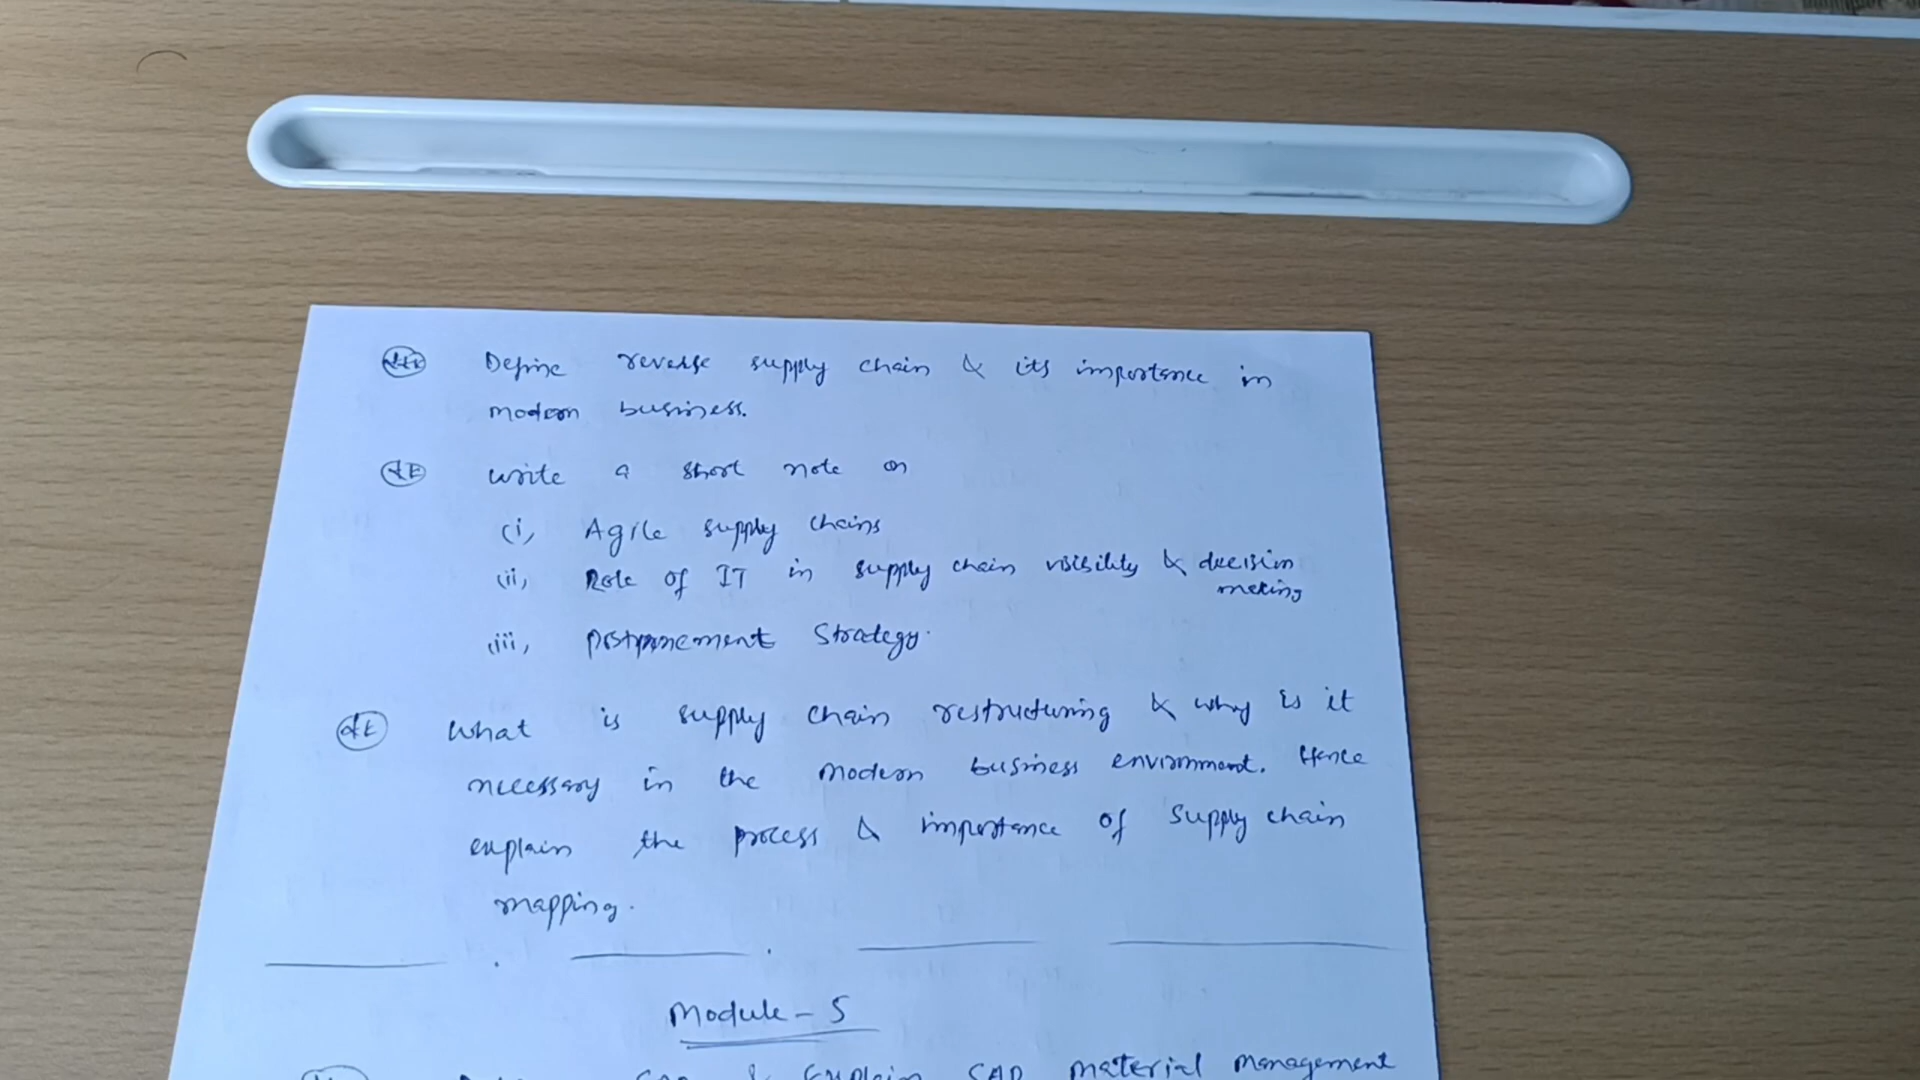 Define reverse supply chain & its importance in
modern business.
write a short note on
(i) Agile supply chains
(ii) Role of IT in supply chain visibility & decision
making
(iii) Postponement Strategy.
What is supply chain restructuring & why is it
necessary in the modern business environment. Hence
explain the process & importance of supply chain
mapping.
Module - 5
& Explain SAP material management